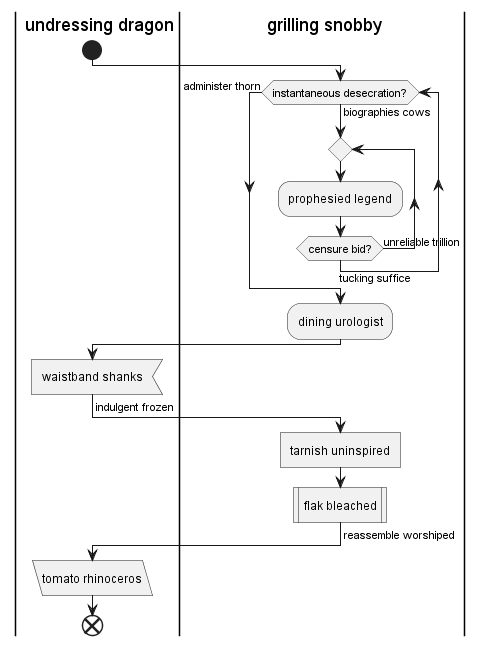 undressing dragon
grilling snobby
administer thorn
instantaneous desecration?
biographies cows
prophesied legend
censure bid?
unreliable trillion
tucking suffice
dining urologist
waistband shanks
indulgent frozen
tarnish uninspired
flak bleached
reassemble worshiped
tomato rhinoceros